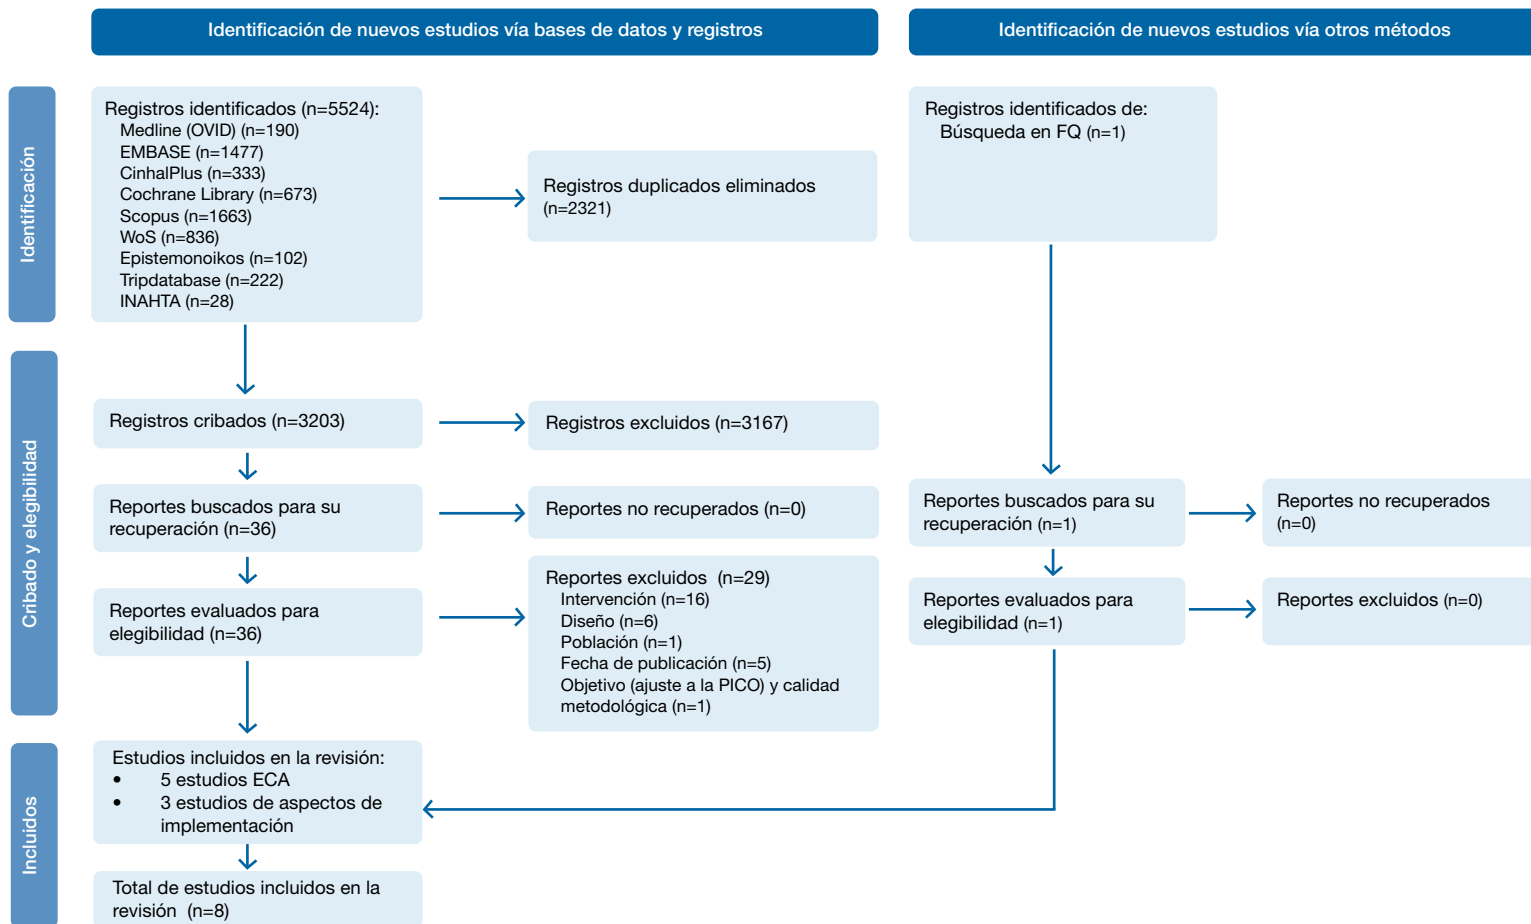 Identificación de nuevos estudios vía bases de datos y registros
Identificación de nuevos estudios vía otros métodos
Identificación
Registros identificados (n=5524):
Medline (OVID) (n=190)
EMBASE (n=1477)
CinhalPlus (n=333)
Cochrane Library (n=673)
Scopus (n=1663)
WoS (n=836)
Epistemonoikos (n=102)
Tripdatabase (n=222)
INAHTA (n=28)
Registros duplicados eliminados
(n=2321)
Registros identificados de:
Búsqueda en FQ (n=1)
Cribado y elegibilidad
Registros cribados (n=3203)
Registros excluidos (n=3167)
Reportes buscados para su
recuperación (n=36)
Reportes no recuperados (n=0)
Reportes buscados para su
recuperación (n=1)
Reportes no recuperados
(n=0)
Reportes evaluados para
elegibilidad (n=36)
Reportes excluidos (n=29)
Intervención (n=16)
Diseño (n=6)
Población (n=1)
Fecha de publicación (n=5)
Objetivo (ajuste a la PICO) y calidad
metodológica (n=1)
Reportes evaluados para
elegibilidad (n=1)
Reportes excluidos (n=0)
Incluidos
Estudios incluidos en la revisión:
• 5 estudios ECA
• 3 estudios de aspectos de
implementación
Total de estudios incluidos en la
revisión (n=8)